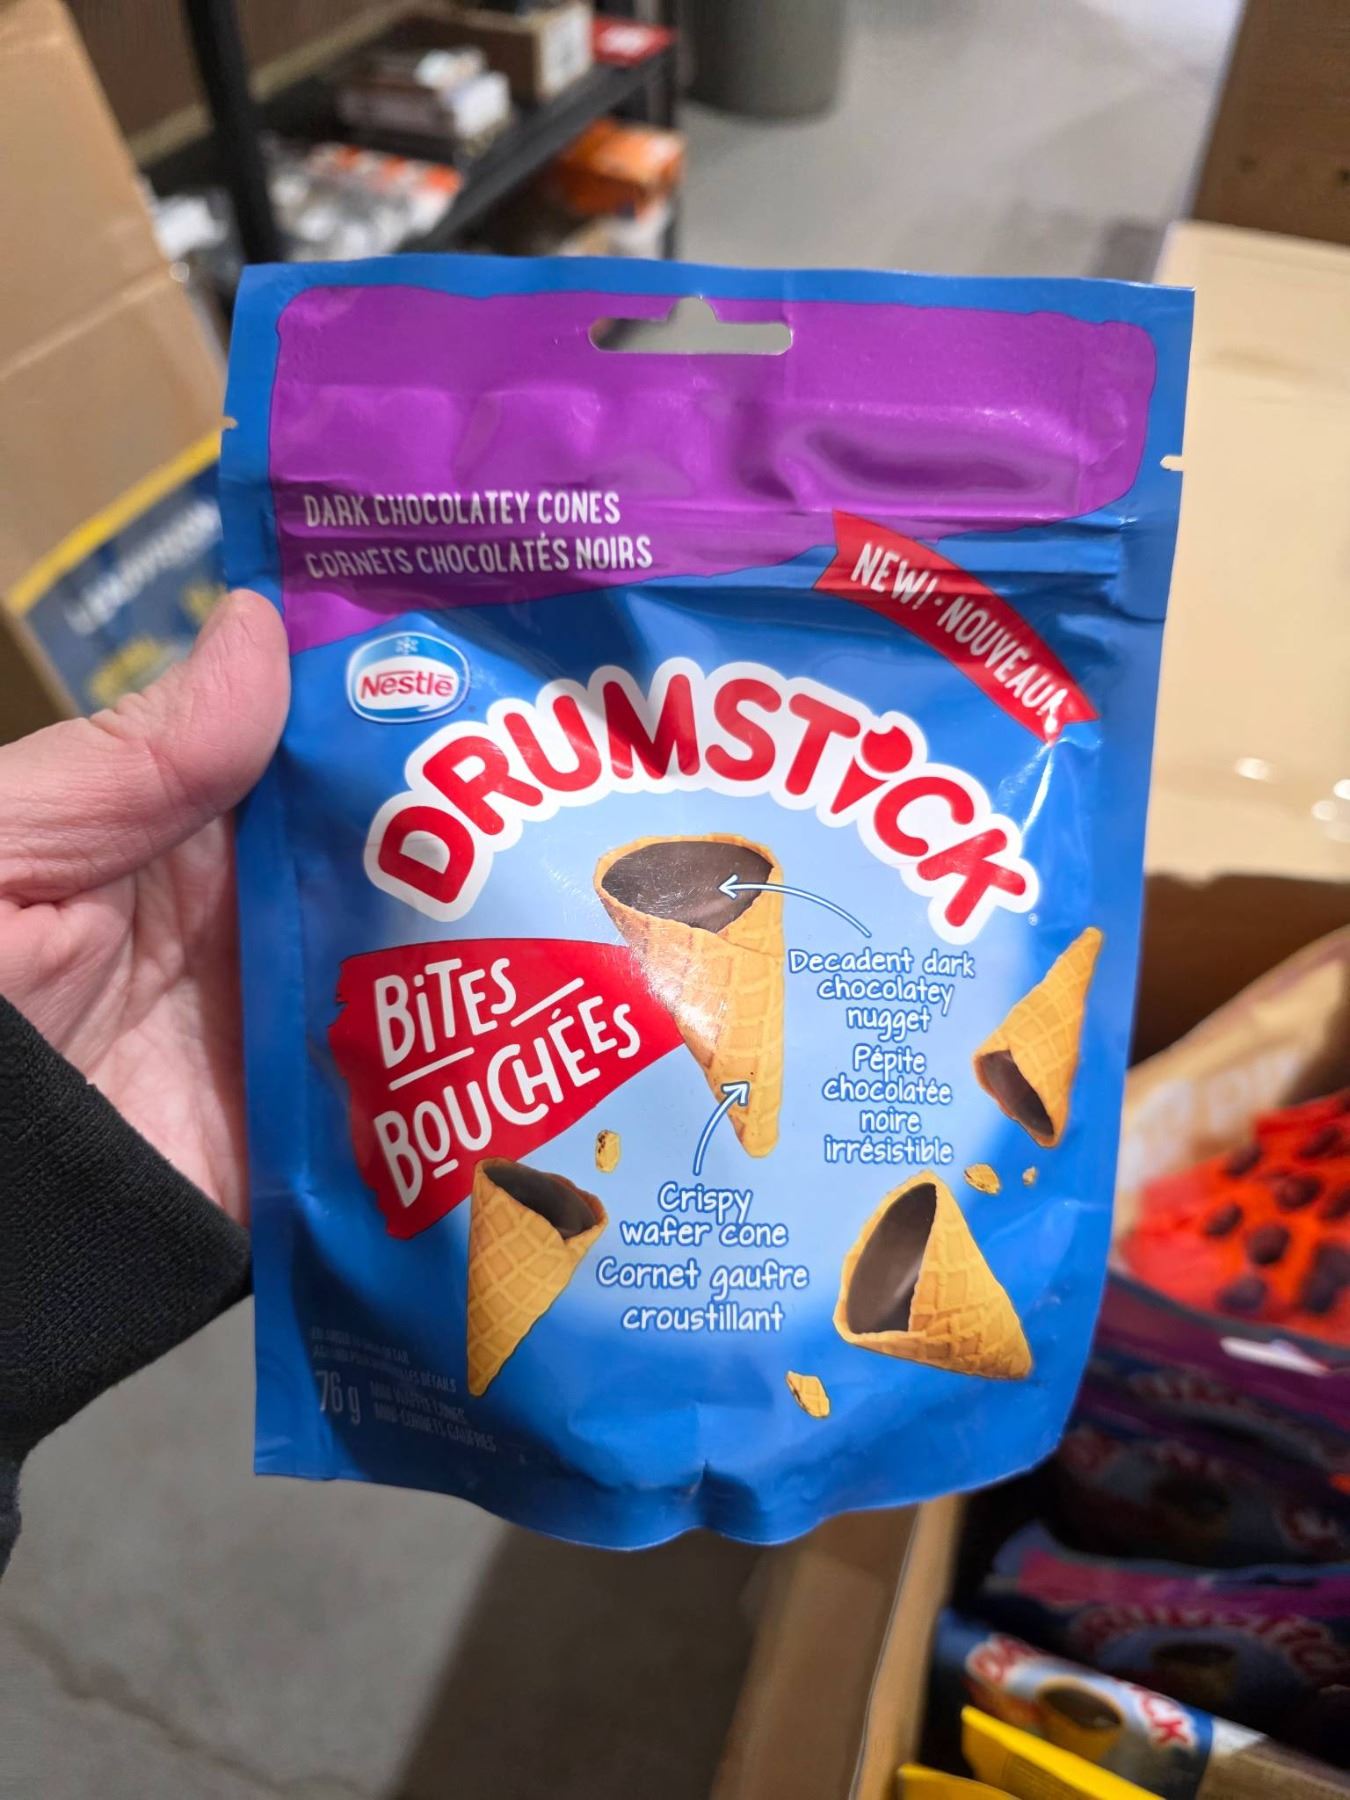 DARK CHOCOLATEY CONES
CORNETS CHOCOLATÉS NOIRS
NEW! • NOUVEAU!
Nestlé
DRUMSTiCK
BiTES
BOUCHÉES
Decadent dark
chocolatey
nugget
Pépite
chocolatée
noire
irrésistible
Crispy
wafer cone
Cornet gaufre
croustillant
76 g